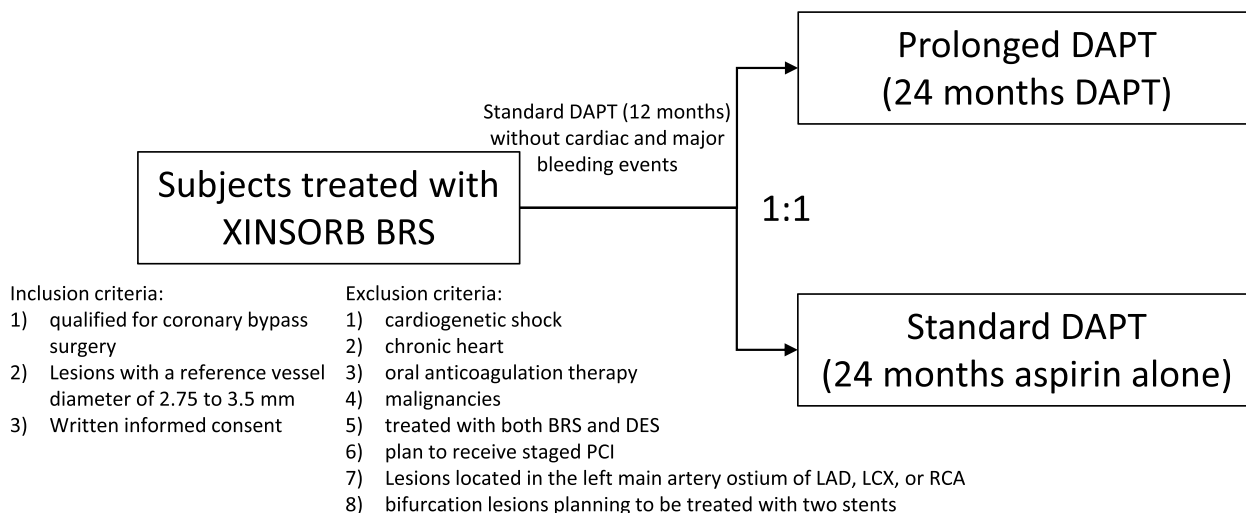 Prolonged DAPT
(24 months DAPT)
Standard DAPT (12 months)
without cardiac and major
bleeding events
Subjects treated with
XINSORB BRS
1:1
Standard DAPT
(24 months aspirin alone)
Inclusion criteria:
1) qualified for coronary bypass
surgery
2) Lesions with a reference vessel
diameter of 2.75 to 3.5 mm
3) Written informed consent
Exclusion criteria:
1) cardiogenetic shock
2) chronic heart
3) oral anticoagulation therapy
4) malignancies
5) treated with both BRS and DES
6) plan to receive staged PCI
7) Lesions located in the left main artery ostium of LAD, LCX, or RCA
8) bifurcation lesions planning to be treated with two stents